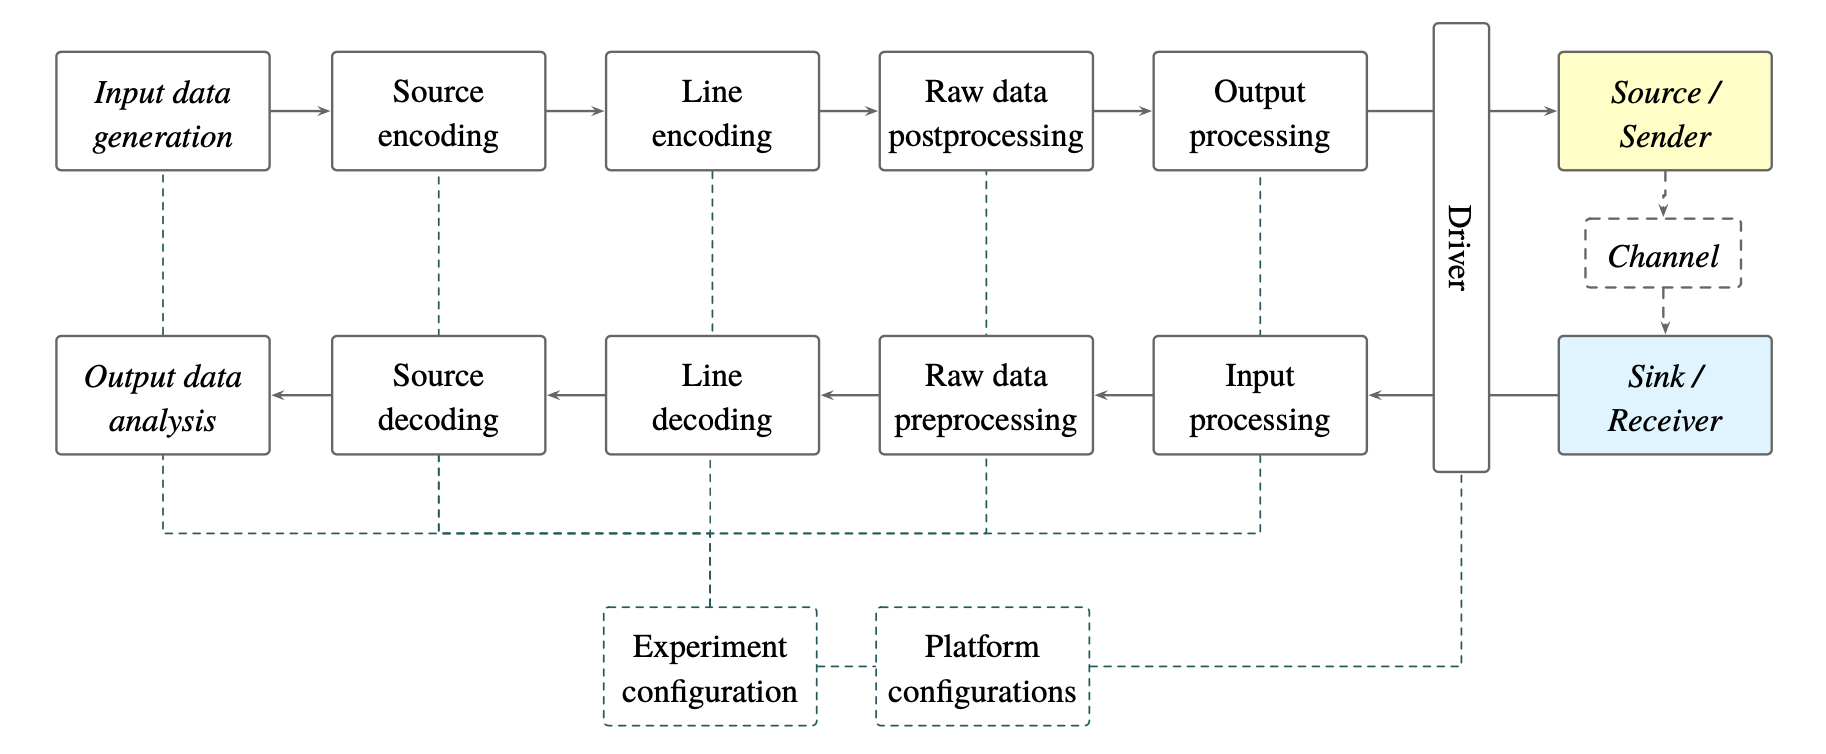 Input data
generation
Source
encoding
Line
encoding
Raw data
postprocessing
Output
processing
Driver
Source /
Sender
Channel
Output data
analysis
Source
decoding
Line
decoding
Raw data
preprocessing
Input
processing
Sink /
Receiver
Experiment
configuration
Platform
configurations